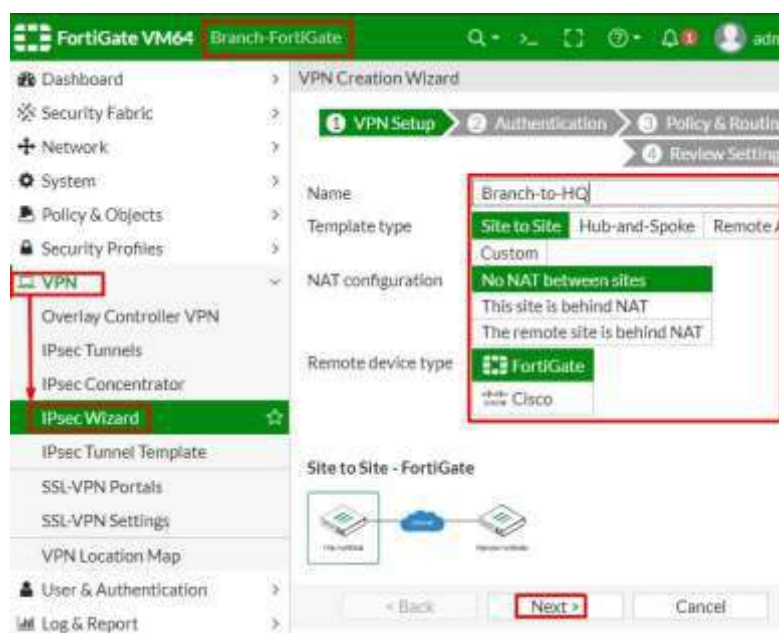 FortiGate VM64 Branch-FortiGate adm
Dashboard
Security Fabric
Network
System
Policy & Objects
Security Profiles
VPN
Overlay Controller VPN
IPsec Tunnels
IPsec Concentrator
IPsec Wizard
IPsec Tunnel Template
SSL-VPN Portals
SSL-VPN Settings
VPN Location Map
User & Authentication
Log & Report
VPN Creation Wizard
1 VPN Setup 2 Authentication 3 Policy & Routing
4 Review Settings
Name Branch-to-HQ
Template type Site to Site Hub-and-Spoke Remote A
Custom
NAT configuration No NAT between sites
This site is behind NAT
The remote site is behind NAT
Remote device type FortiGate
Cisco
Site to Site - FortiGate
< Back Next > Cancel